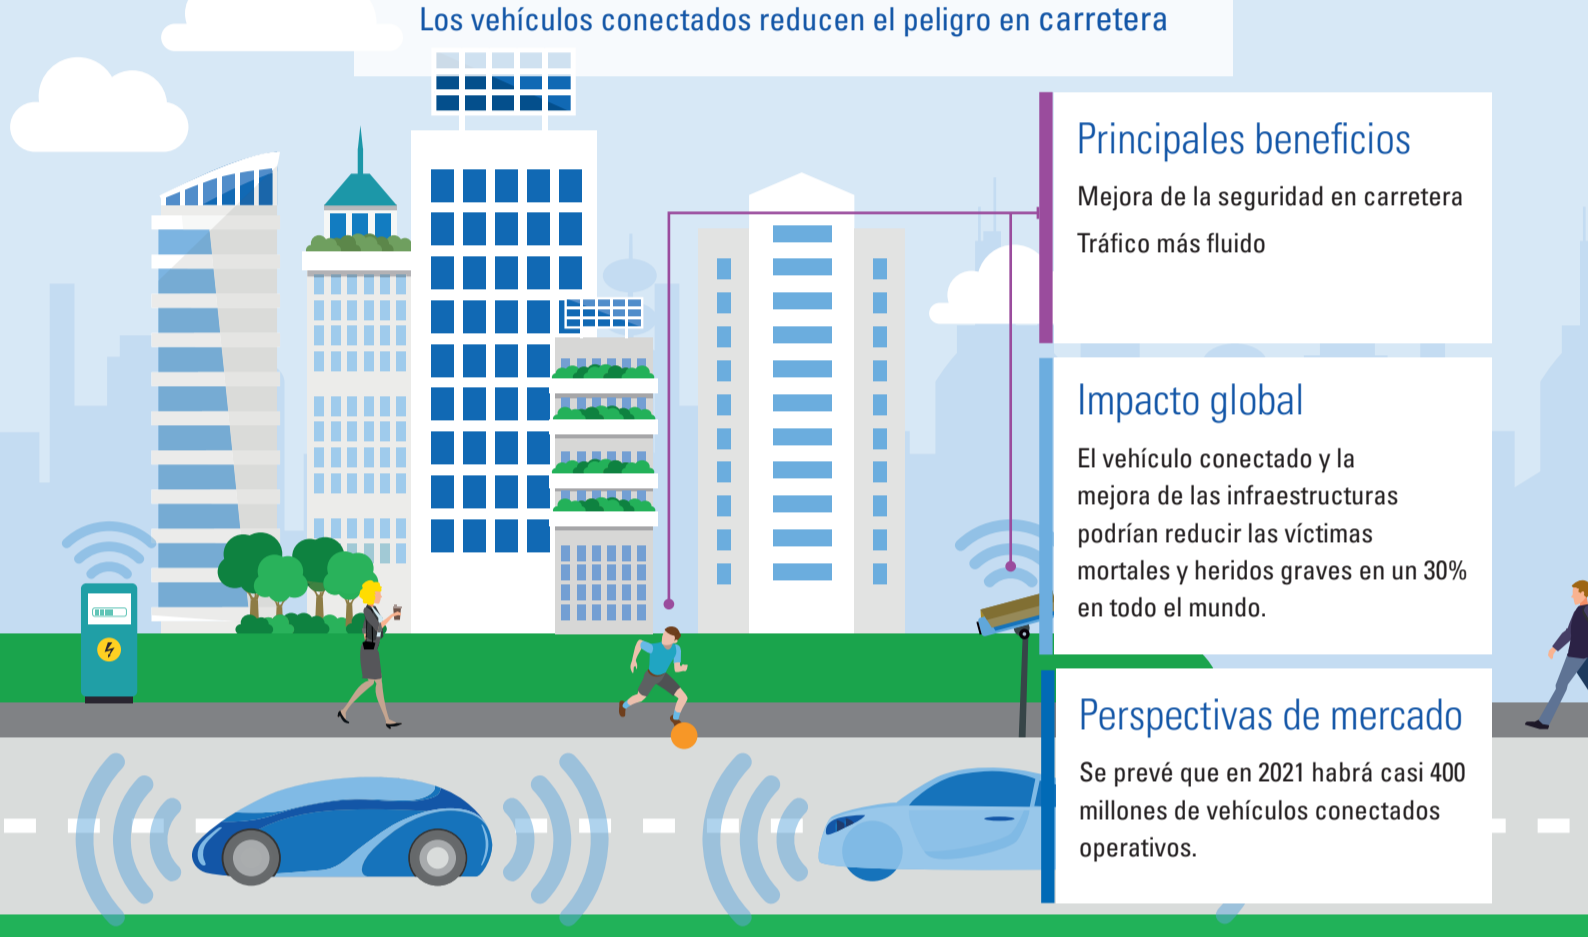 Los vehículos conectados reducen el peligro en carretera
Principales beneficios
Mejora de la seguridad en carretera
Tráfico más fluido
Impacto global
El vehículo conectado y la
mejora de las infraestructuras
podrían reducir las víctimas
mortales y heridos graves en un 30%
en todo el mundo.
Perspectivas de mercado
Se prevé que en 2021 habrá casi 400
millones de vehículos conectados
operativos.